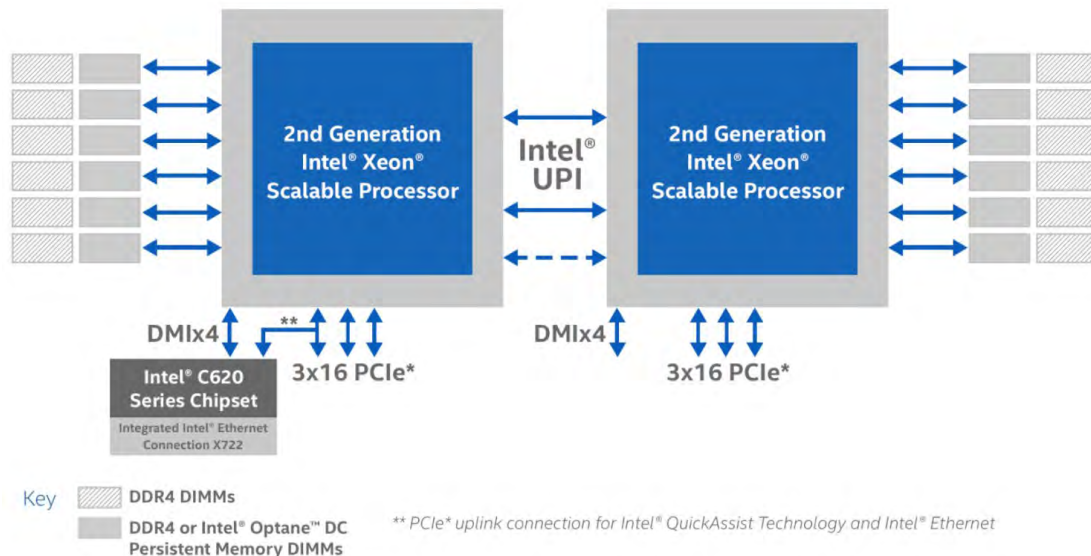 2nd Generation
Intel® Xeon®
Scalable Processor
Intel®
UPI
2nd Generation
Intel® Xeon®
Scalable Processor
DMIx4
**
3x16 PCIe*
DMIx4
3x16 PCIe*
Intel® C620
Series Chipset
Integrated Intel® Ethernet
Connection X722
Key
DDR4 DIMMs
DDR4 or Intel® Optane™ DC
Persistent Memory DIMMs
** PCIe* uplink connection for Intel® QuickAssist Technology and Intel® Ethernet